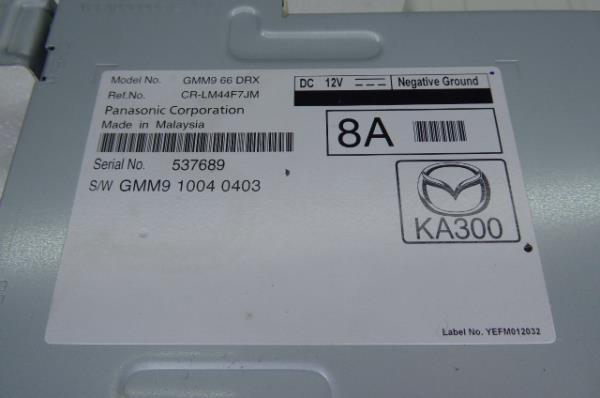 Model No. GMM9 66 DRX
Ref.No. CR-LM44F7JM
Panasonic Corporation
Made in Malaysia
Serial No. 537689
S/W GMM9 1004 0403
DC 12V Negative Ground
8A
KA300
Label No. YEFM012032